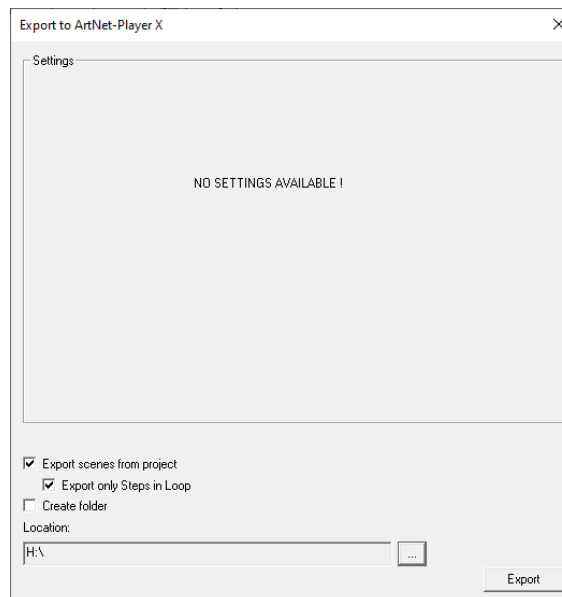 Export to ArtNet-Player X
Settings
NO SETTINGS AVAILABLE !
Export scenes from project
Export only Steps in Loop
Create folder
Location:
H:\
...
Export